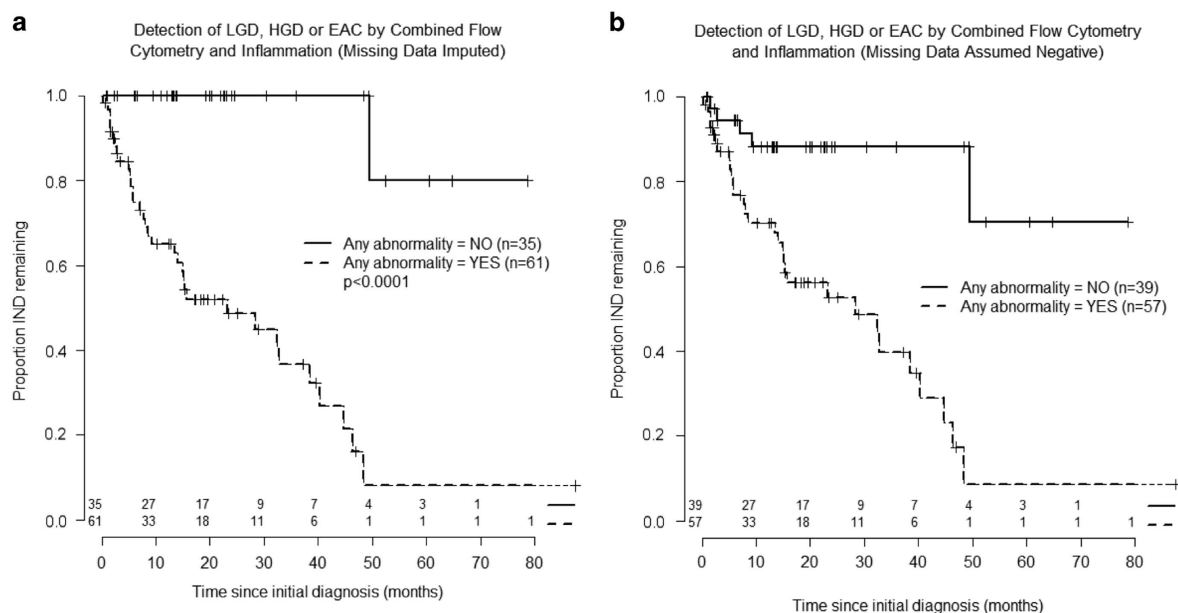 a
Detection of LGD, HGD or EAC by Combined Flow
Cytometry and Inflammation (Missing Data Imputed)
Proportion IND remaining
1.0
0.8
0.6
0.4
0.2
0.0
Any abnormality = NO (n=35)
Any abnormality = YES (n=61)
p<0.0001
35 27 17 9 7 4 3 1
61 33 18 11 6 1 1 1 1
0 10 20 30 40 50 60 70 80
Time since initial diagnosis (months)
b
Detection of LGD, HGD or EAC by Combined Flow Cytometry
and Inflammation (Missing Data Assumed Negative)
Proportion IND remaining
1.0
0.8
0.6
0.4
0.2
0.0
Any abnormality = NO (n=39)
Any abnormality = YES (n=57)
39 27 17 9 7 4 3 1
57 33 18 11 6 1 1 1 1
0 10 20 30 40 50 60 70 80
Time since initial diagnosis (months)